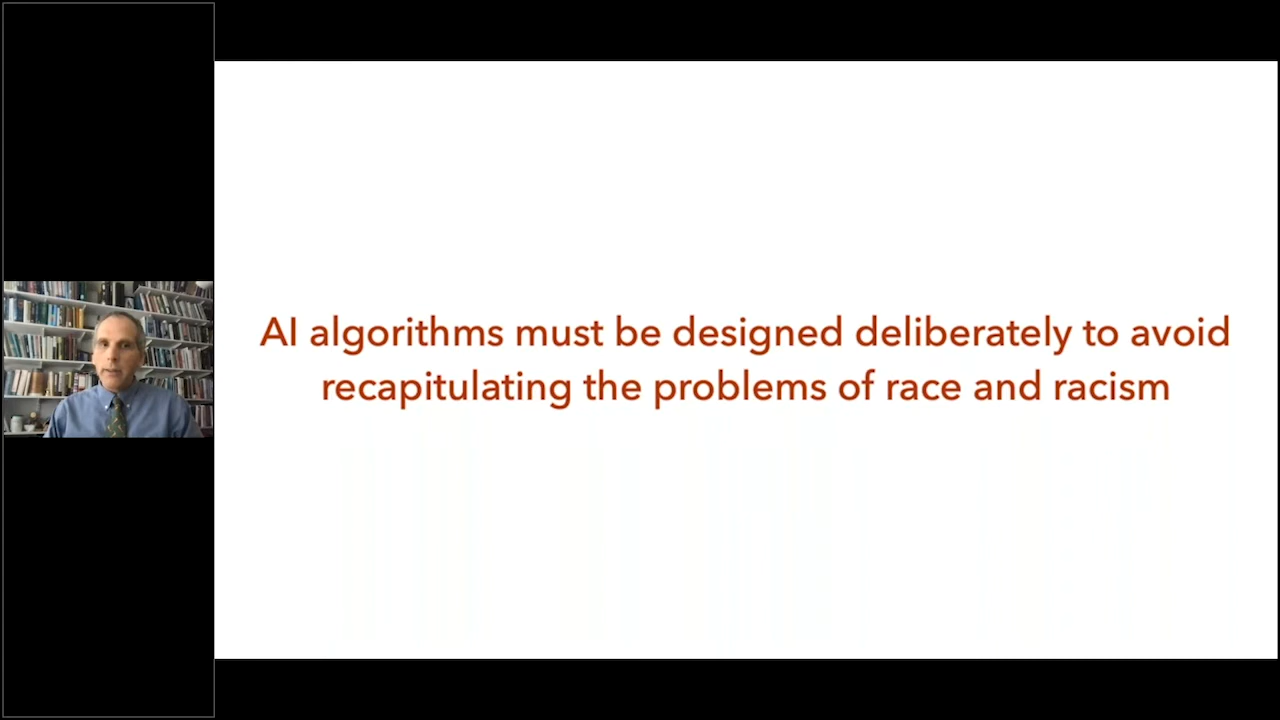 AI algorithms must be designed deliberately to avoid
recapitulating the problems of race and racism